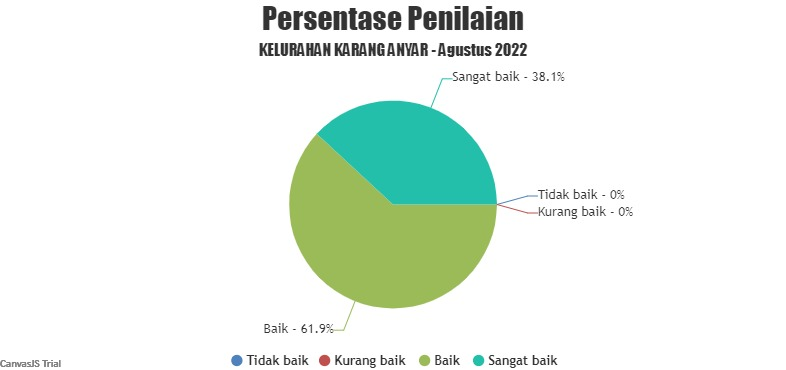 Persentase Penilaian
KELURAHAN KARANG ANYAR - Agustus 2022
Sangat baik - 38.1%
Tidak baik - 0%
Kurang baik - 0%
Baik - 61.9%
Tidak baik Kurang baik Baik Sangat baik
CanvasJS Trial